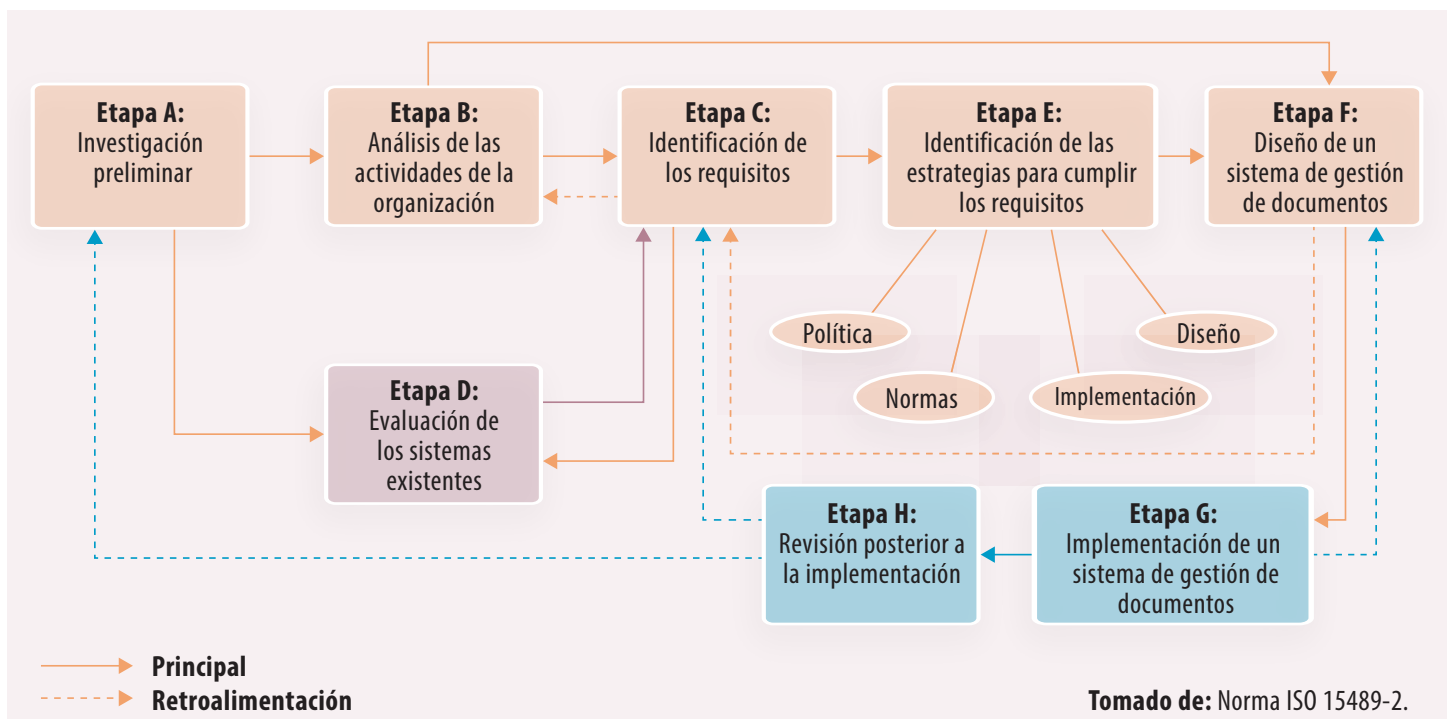 Etapa A:
Investigación
preliminar
Etapa B:
Análisis de las
actividades de la
organización
Etapa C:
Identificación de
los requisitos
Etapa E:
Identificación de las
estrategias para cumplir
los requisitos
Etapa F:
Diseño de un
sistema de gestión
de documentos
Política
Normas
Implementación
Diseño
Etapa D:
Evaluación de
los sistemas
existentes
Etapa H:
Revisión posterior a
la implementación
Etapa G:
Implementación de un
sistema de gestión de
documentos
Principal
Retroalimentación
Tomado de: Norma ISO 15489-2.